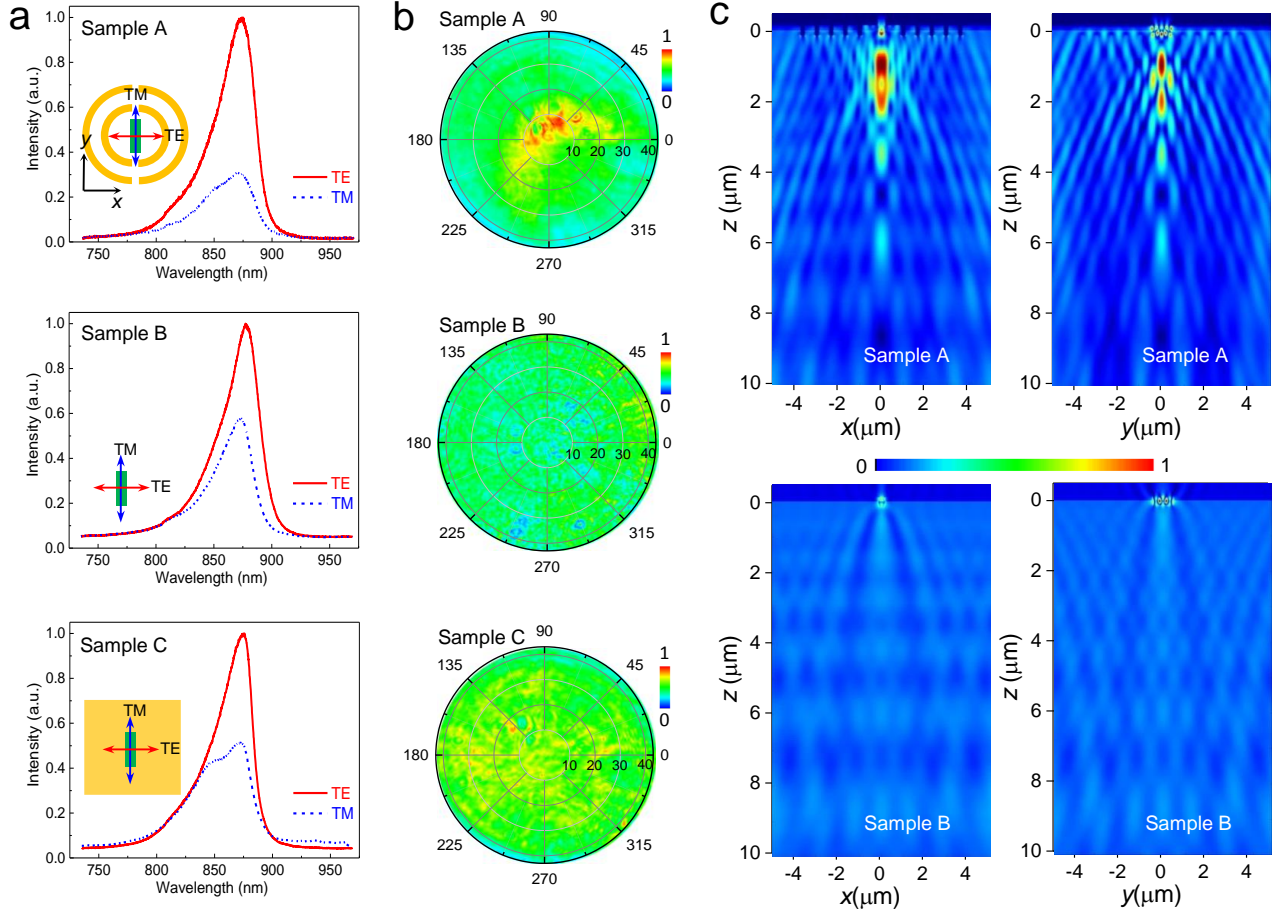 a
Sample A
1.0
0.8
0.6
0.4
0.2
0.0
Intensity (a.u.)
TM
TE
y
x
TE
TM
750 800 850 900 950
Wavelength (nm)
Sample B
1.0
0.8
0.6
0.4
0.2
0.0
Intensity (a.u.)
TM
TE
TE
TM
750 800 850 900 950
Wavelength (nm)
Sample C
1.0
0.8
0.6
0.4
0.2
0.0
Intensity (a.u.)
TM
TE
TE
TM
750 800 850 900 950
Wavelength (nm)
b
Sample A
90
135
45
180
0
10 20 30 40
225
315
270
1
0
Sample B
90
135
45
180
0
10 20 30 40
225
315
270
1
0
Sample C
90
135
45
180
0
10 20 30 40
225
315
270
1
0
c
0
2
4
6
8
10
z (μm)
Sample A
-4 -2 0 2 4
x(μm)
0
2
4
6
8
10
z (μm)
Sample A
-4 -2 0 2 4
y(μm)
0
1
0
2
4
6
8
10
z (μm)
Sample B
-4 -2 0 2 4
x(μm)
0
2
4
6
8
10
z (μm)
Sample B
-4 -2 0 2 4
y(μm)